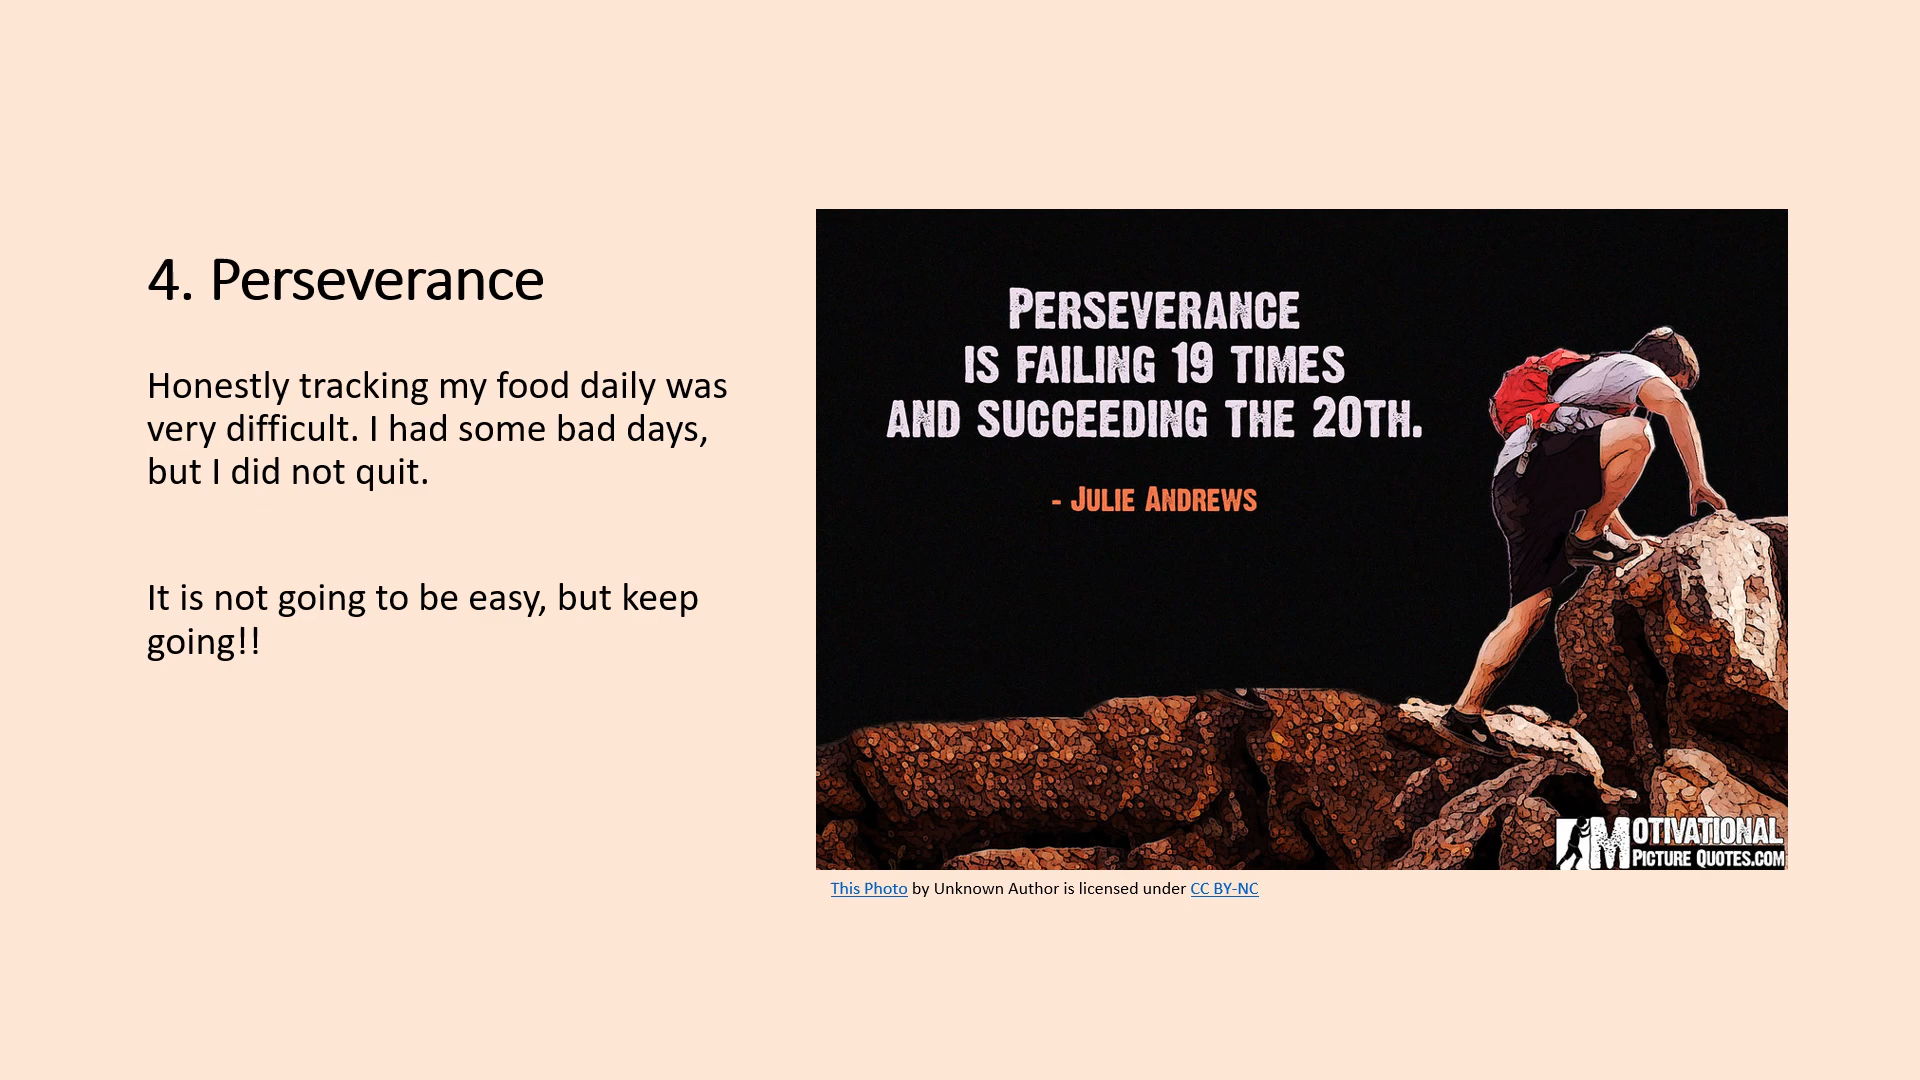 4. Perseverance
Honestly tracking my food daily was
very difficult. I had some bad days,
but I did not quit.
It is not going to be easy, but keep
going!!
PERSEVERANCE
IS FAILING 19 TIMES
AND SUCCEEDING THE 20TH.
- JULIE ANDREWS
MOTIVATIONAL
PICTURE QUOTES.COM
This Photo by Unknown Author is licensed under CC BY-NC